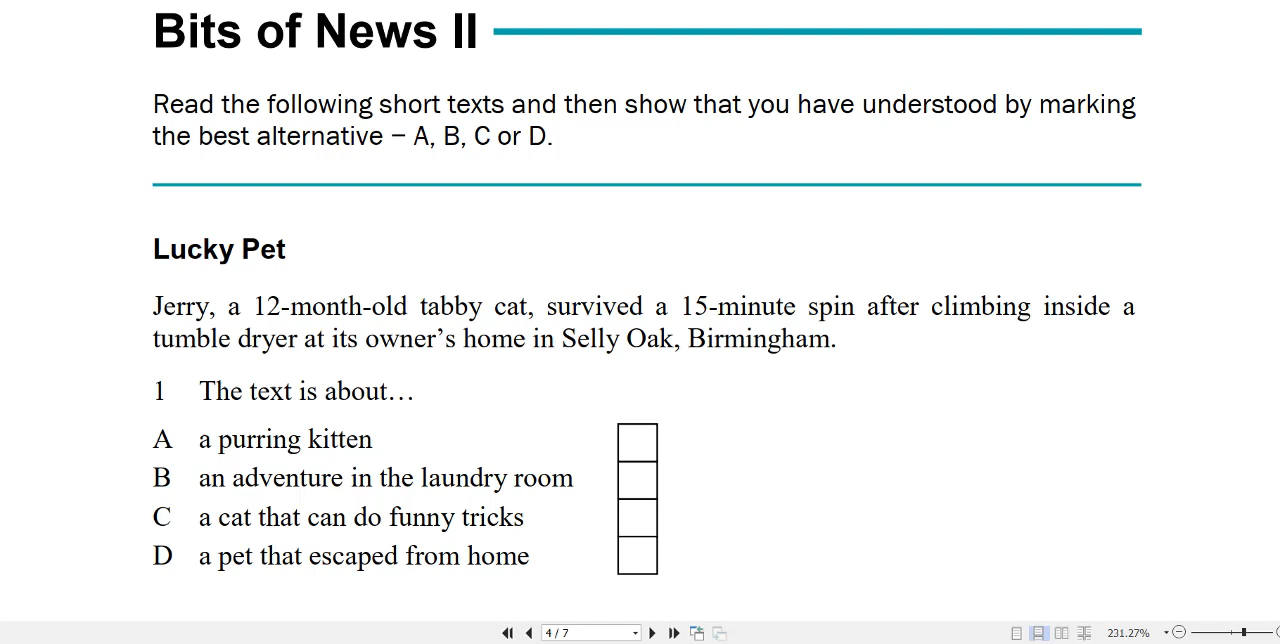 Bits of News II
Read the following short texts and then show that you have understood by marking
the best alternative – A, B, C or D.
Lucky Pet
Jerry, a 12-month-old tabby cat, survived a 15-minute spin after climbing inside a
tumble dryer at its owner’s home in Selly Oak, Birmingham.
1 The text is about…
A a purring kitten
B an adventure in the laundry room
C a cat that can do funny tricks
D a pet that escaped from home
4 / 7
231.27%